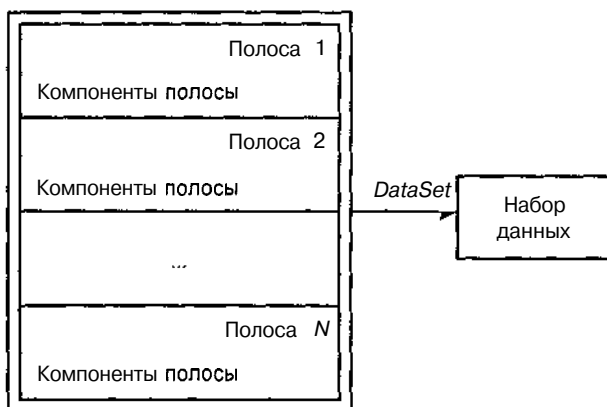 Полоса 1
Компоненты полосы
Полоса 2
Компоненты полосы
DataSet
Набор
данных
Полоса N
Компоненты полосы